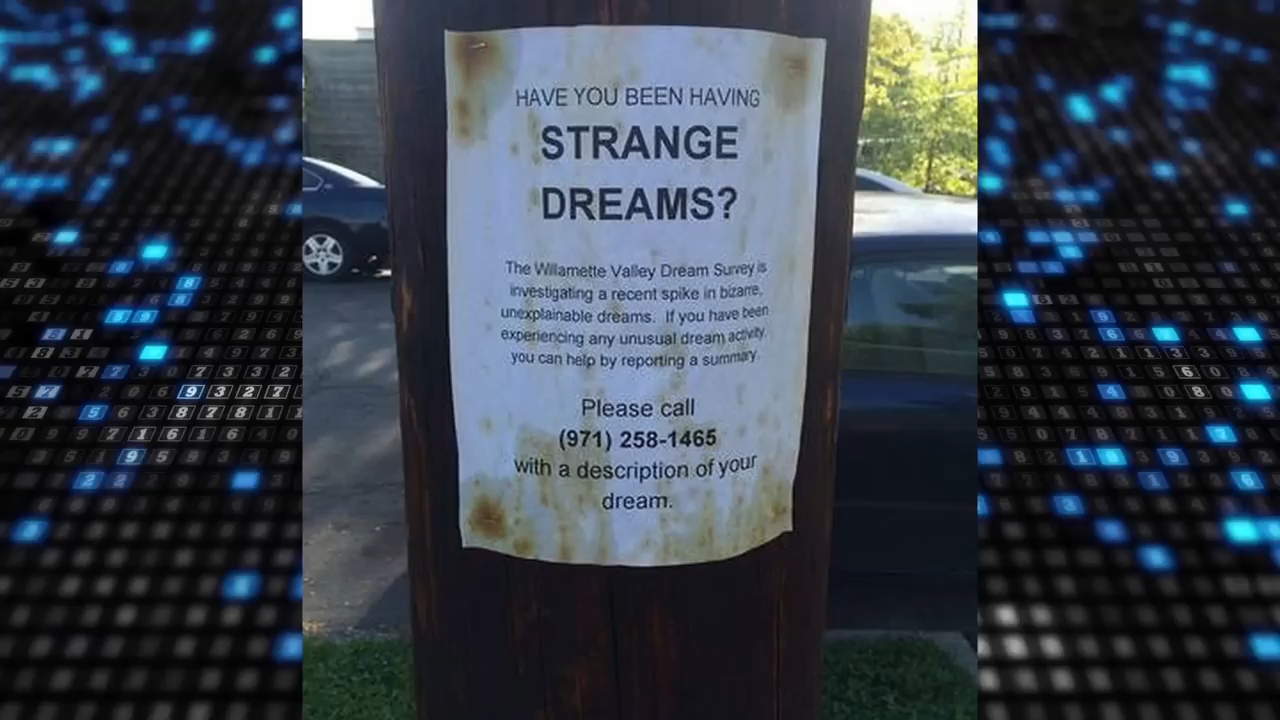 HAVE YOU BEEN HAVING
STRANGE
DREAMS?
The Willamette Valley Dream Survey is
investigating a recent spike in bizarre,
unexplainable dreams. If you have been
experiencing any unusual dream activity,
you can help by reporting a summary.
Please call
(971) 258-1465
with a description of your
dream.